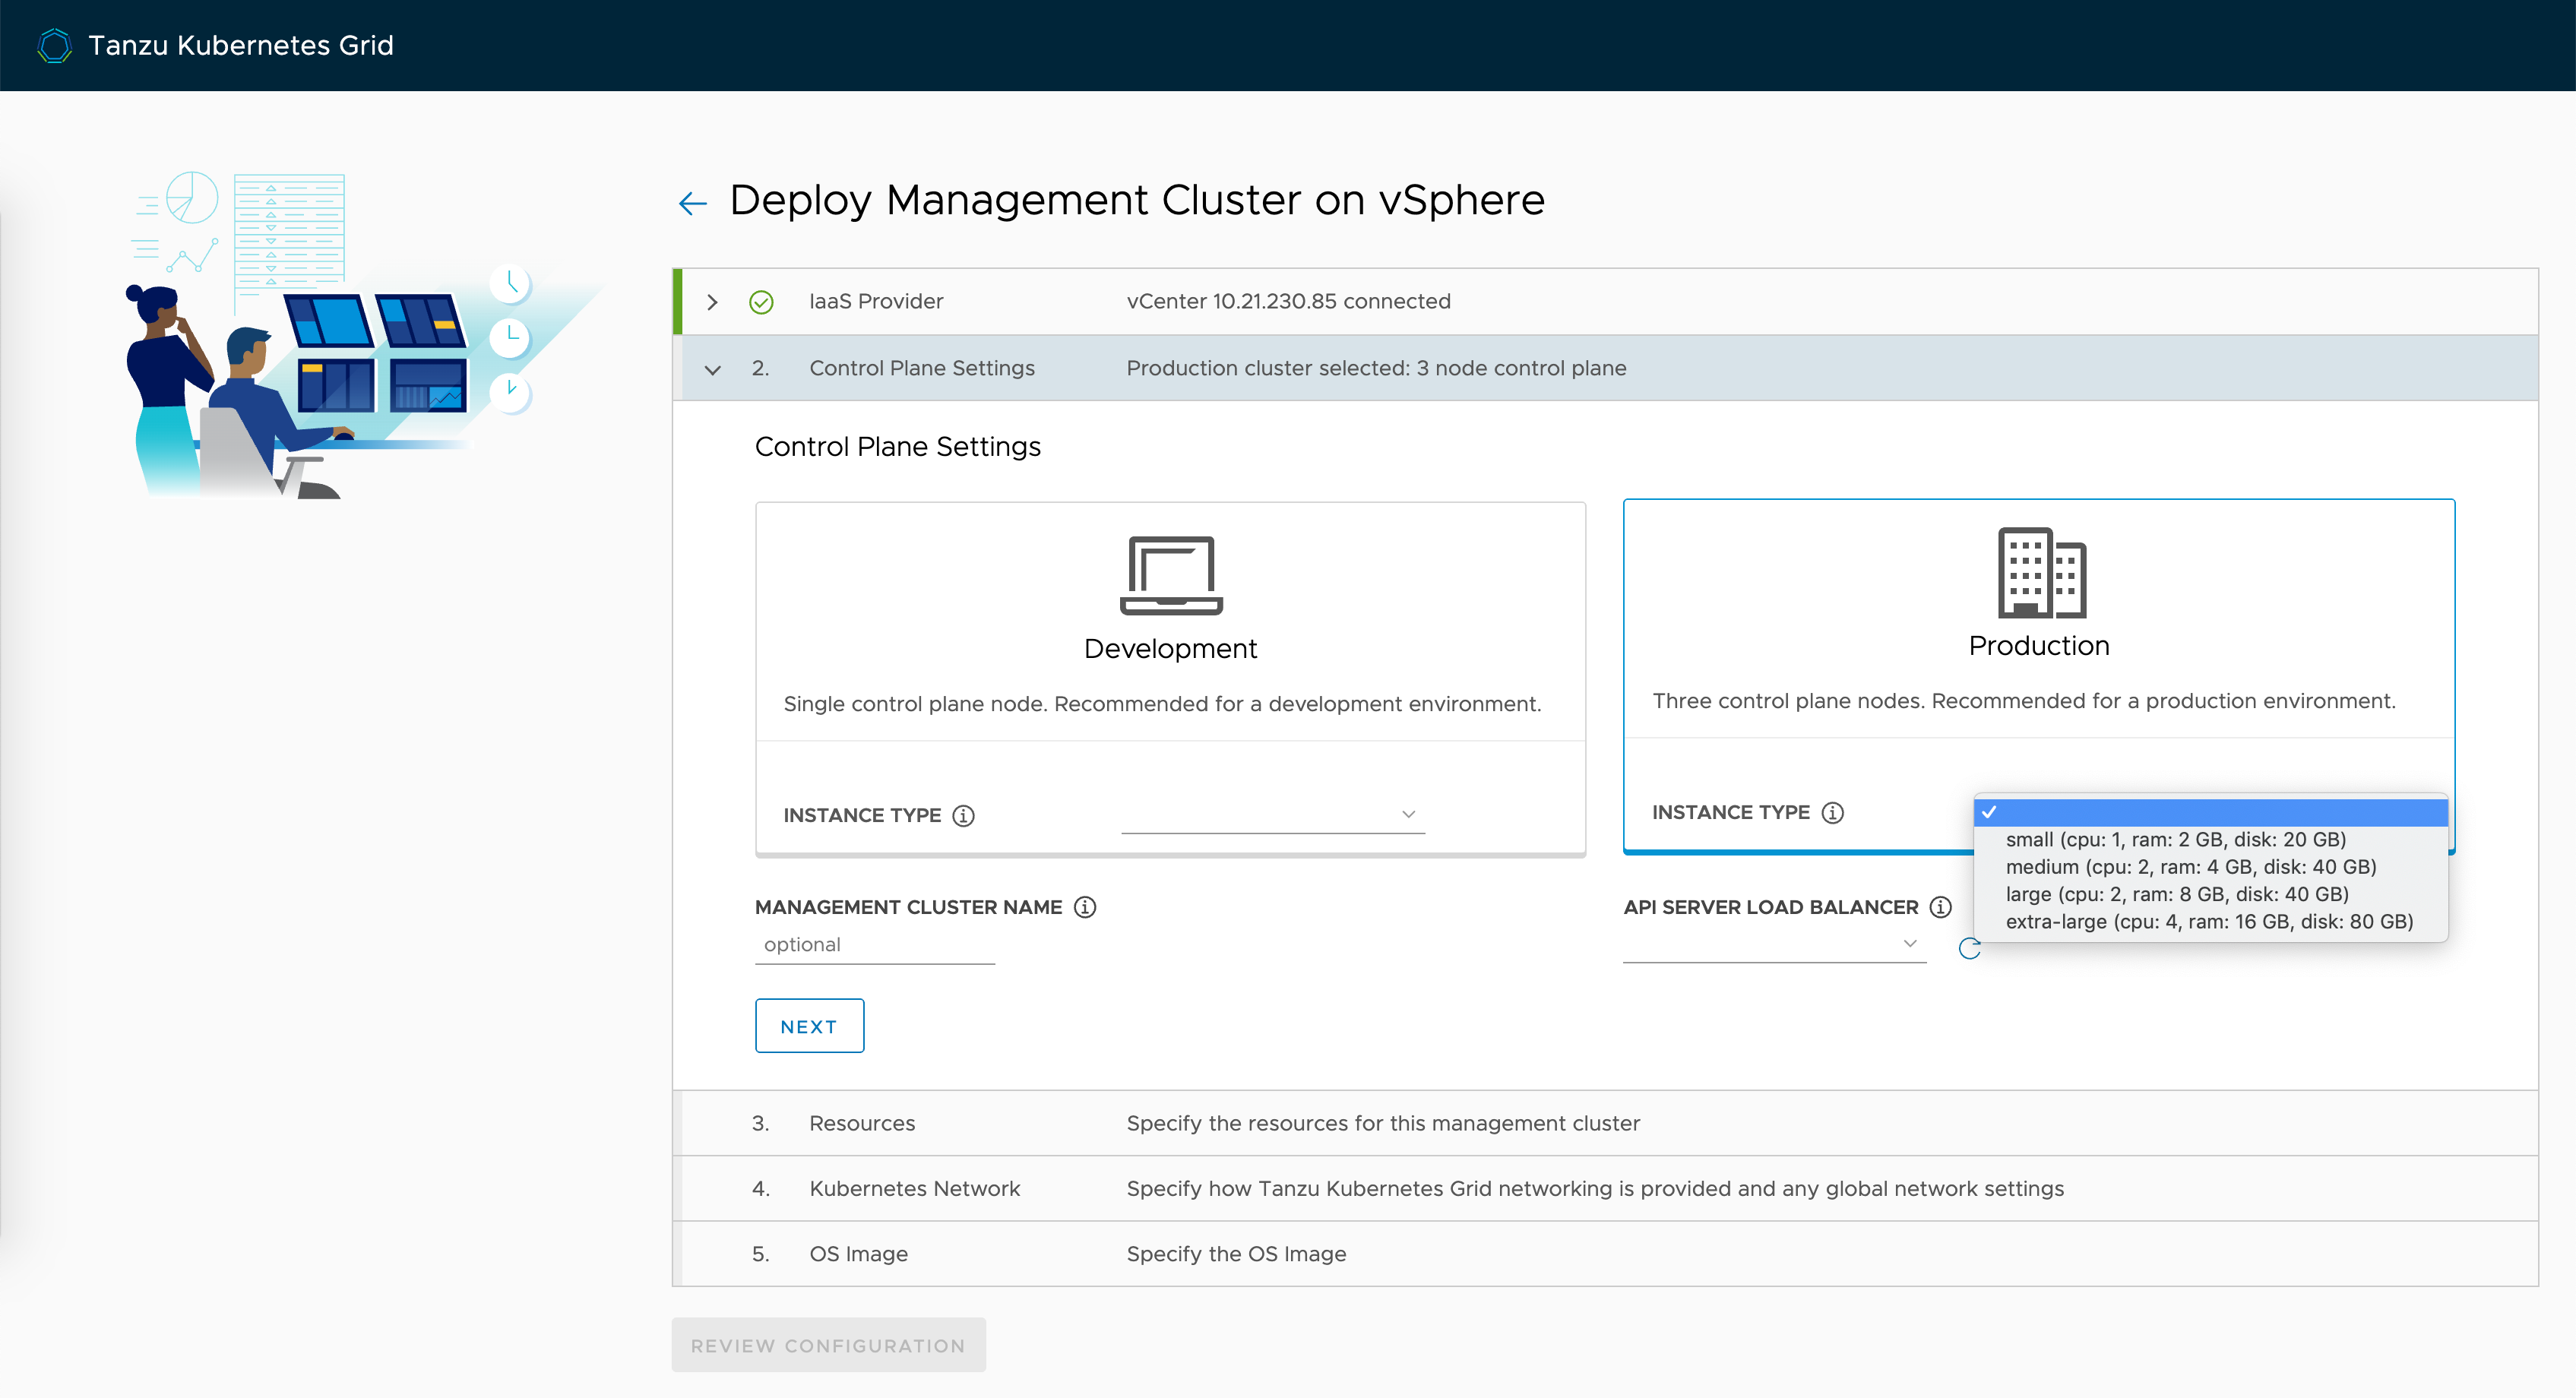 Tanzu Kubernetes Grid
Deploy Management Cluster on vSphere
IaaS Provider
vCenter 10.21.230.85 connected
2.
Control Plane Settings
Production cluster selected: 3 node control plane
Control Plane Settings
Development
Single control plane node. Recommended for a development environment.
INSTANCE TYPE
Production
Three control plane nodes. Recommended for a production environment.
INSTANCE TYPE
small (cpu: 1, ram: 2 GB, disk: 20 GB)
medium (cpu: 2, ram: 4 GB, disk: 40 GB)
large (cpu: 2, ram: 8 GB, disk: 40 GB)
extra-large (cpu: 4, ram: 16 GB, disk: 80 GB)
MANAGEMENT CLUSTER NAME
optional
API SERVER LOAD BALANCER
NEXT
3.
Resources
Specify the resources for this management cluster
4.
Kubernetes Network
Specify how Tanzu Kubernetes Grid networking is provided and any global network settings
5.
OS Image
Specify the OS Image
REVIEW CONFIGURATION